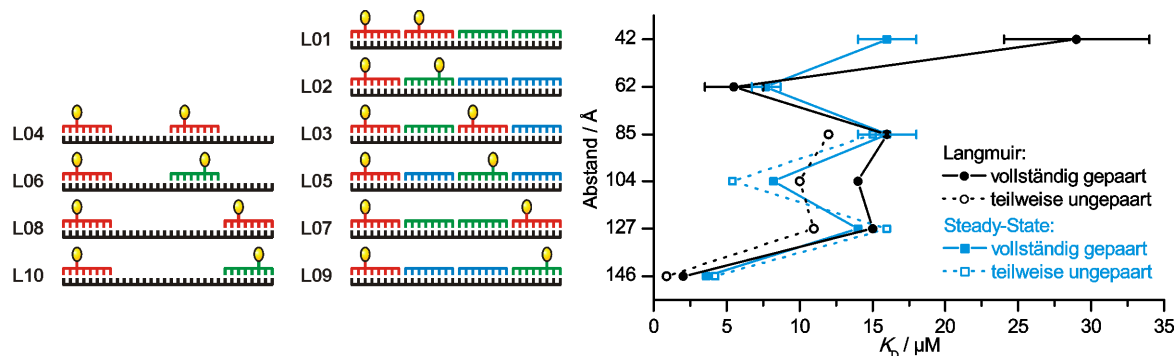 L01
L02
L04
L03
L06
L05
L08
L07
L10
L09
Abstand / Å
42
62
85
104
127
146
Langmuir:
vollständig gepaart
teilweise ungepaart
Steady-State:
vollständig gepaart
teilweise ungepaart
0 5 10 15 20 25 30 35
K_D / µM